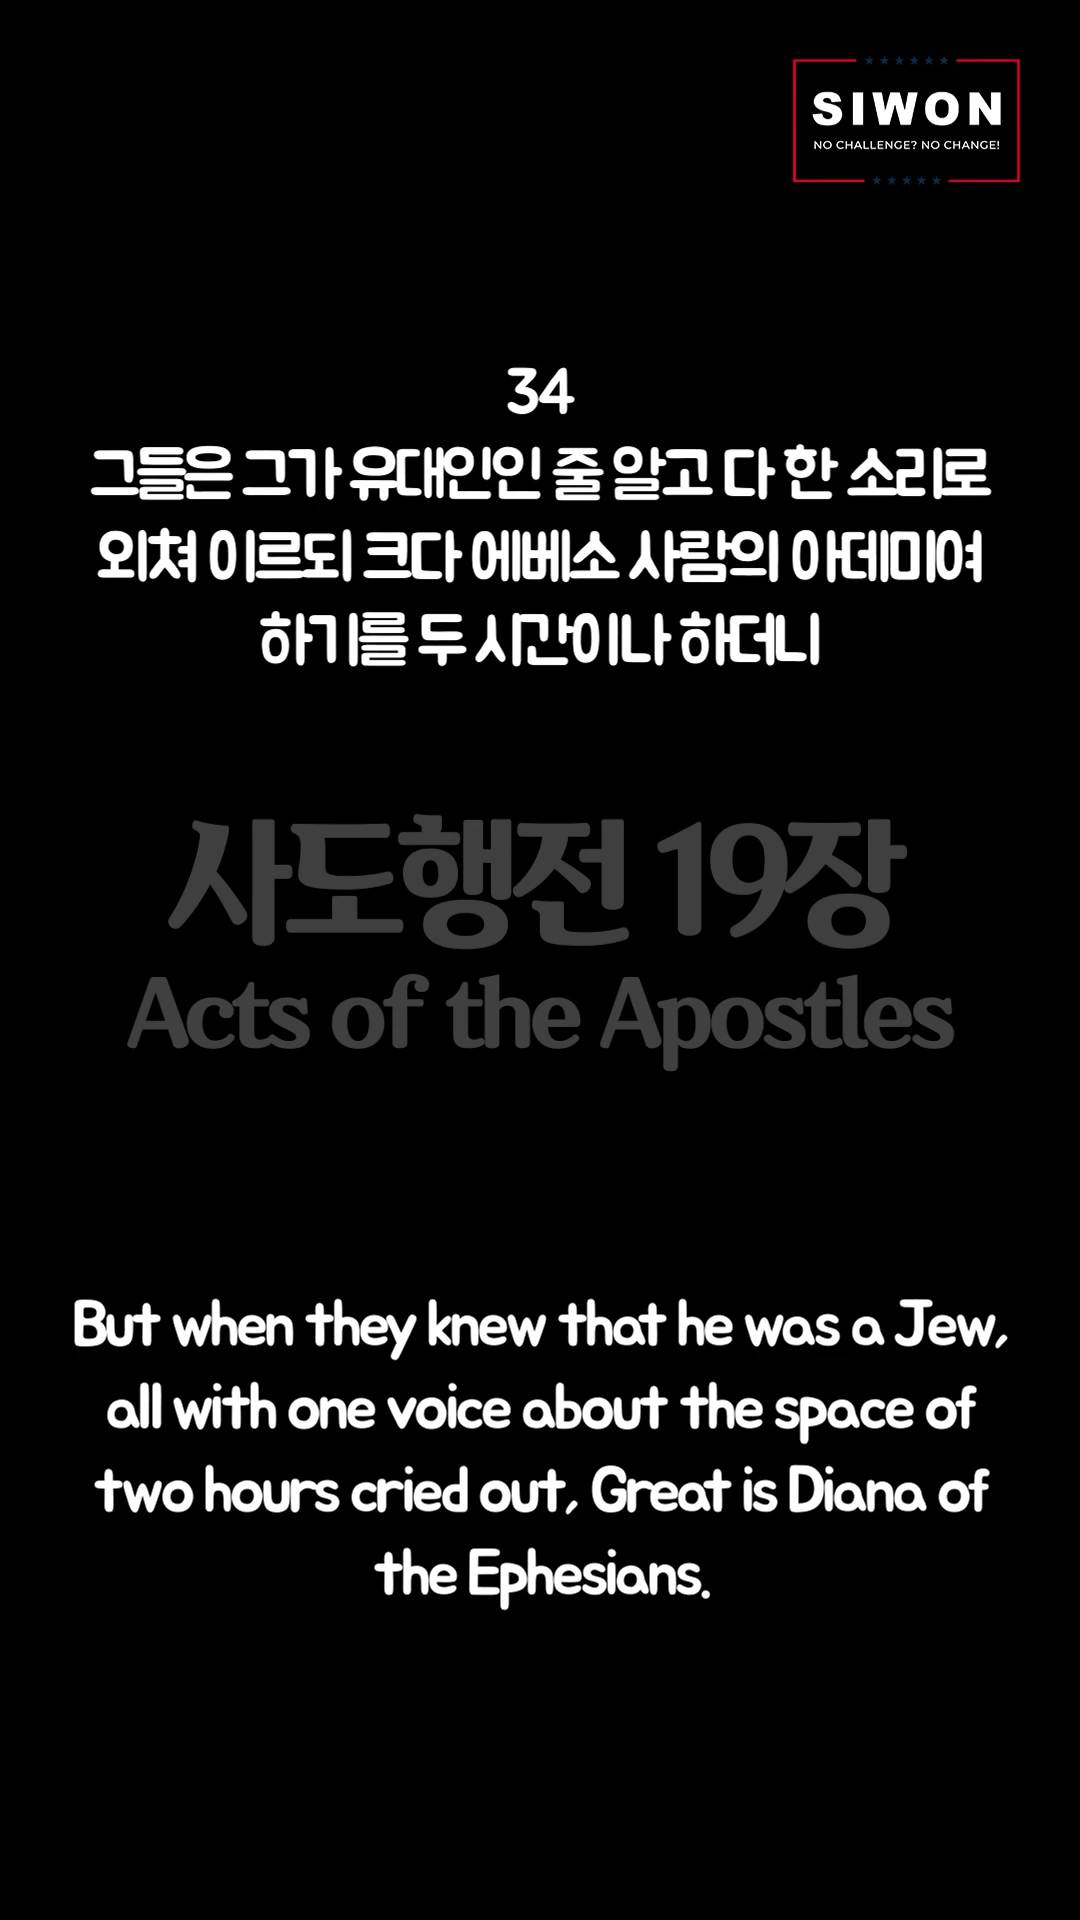 SIWON
NO CHALLENGE? NO CHANGE!
34
그들은 그가 유대인인 줄 알고 다 한 소리로
외쳐 이르되 크다 에베소 사람의 아데미여
하기를 두 시간이나 하더니
사도행전 19장
Acts of the Apostles
But when they knew that he was a Jew,
all with one voice about the space of
two hours cried out, Great is Diana of
the Ephesians.